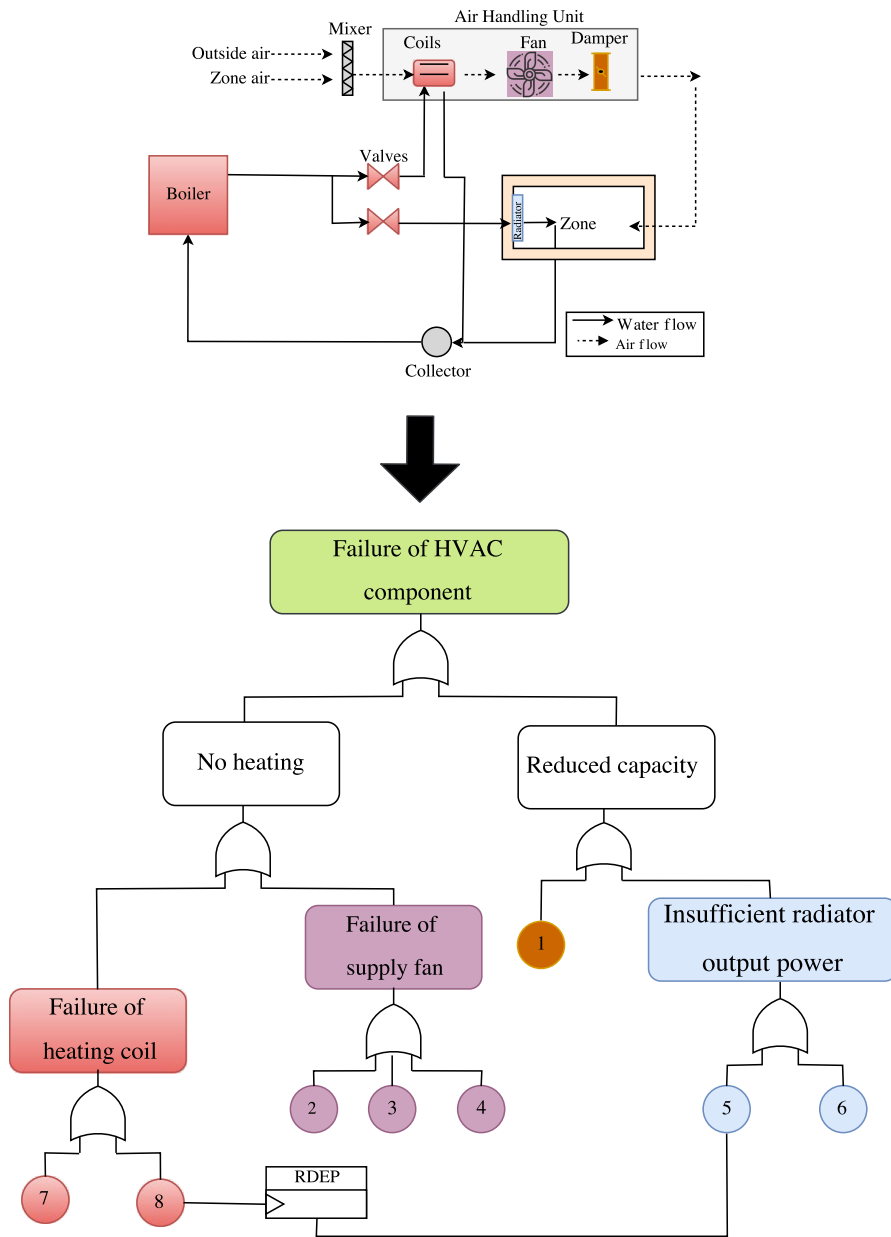 Air Handling Unit
Mixer
Coils
Fan
Damper
Outside air
Zone air
Valves
Boiler
Radiator
Zone
Water flow
Air flow
Collector
Failure of HVAC
component
No heating
Reduced capacity
Failure of
supply fan
1
Insufficient radiator
output power
Failure of
heating coil
2
3
4
5
6
7
8
RDEP